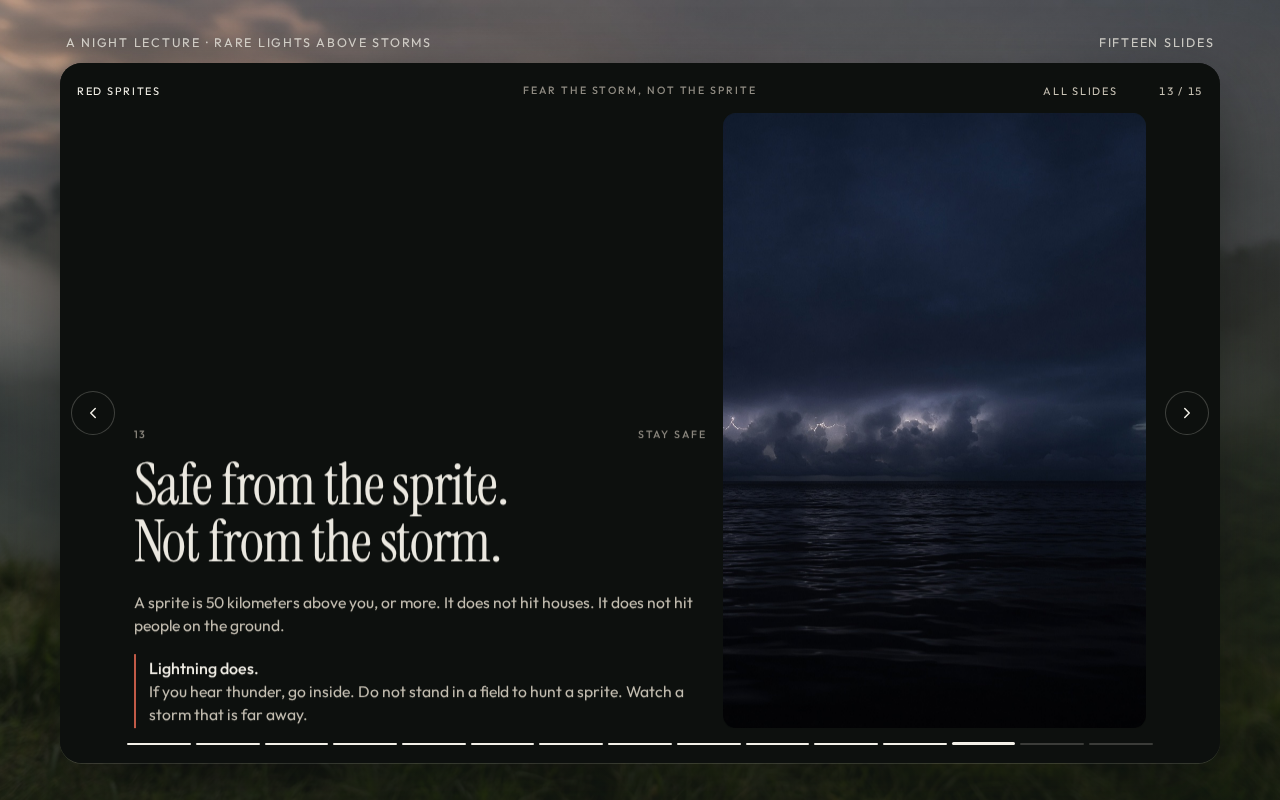 A NIGHT LECTURE · RARE LIGHTS ABOVE STORMS
FIFTEEN SLIDES
RED SPRITES
FEAR THE STORM, NOT THE SPRITE
ALL SLIDES
13 / 15
13
STAY SAFE
Safe from the sprite.
Not from the storm.
A sprite is 50 kilometers above you, or more. It does not hit houses. It does not hit
people on the ground.
Lightning does.
If you hear thunder, go inside. Do not stand in a field to hunt a sprite. Watch a
storm that is far away.